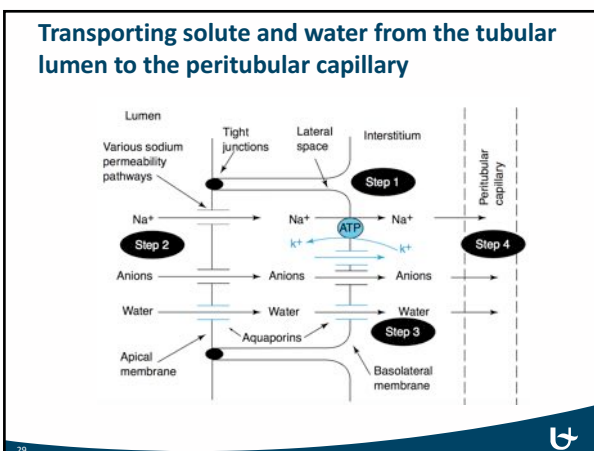 Transporting solute and water from the tubular
lumen to the peritubular capillary
Lumen
Tight
junctions
Lateral
space
Interstitium
Various sodium
permeability
pathways
Step 1
Peritubular
capillary
Na+
Na+
Na+
ATP
Step 2
k+
k+
Step 4
Anions
Anions
Anions
Water
Water
Water
Aquaporins
Step 3
Apical
membrane
Basolateral
membrane
29